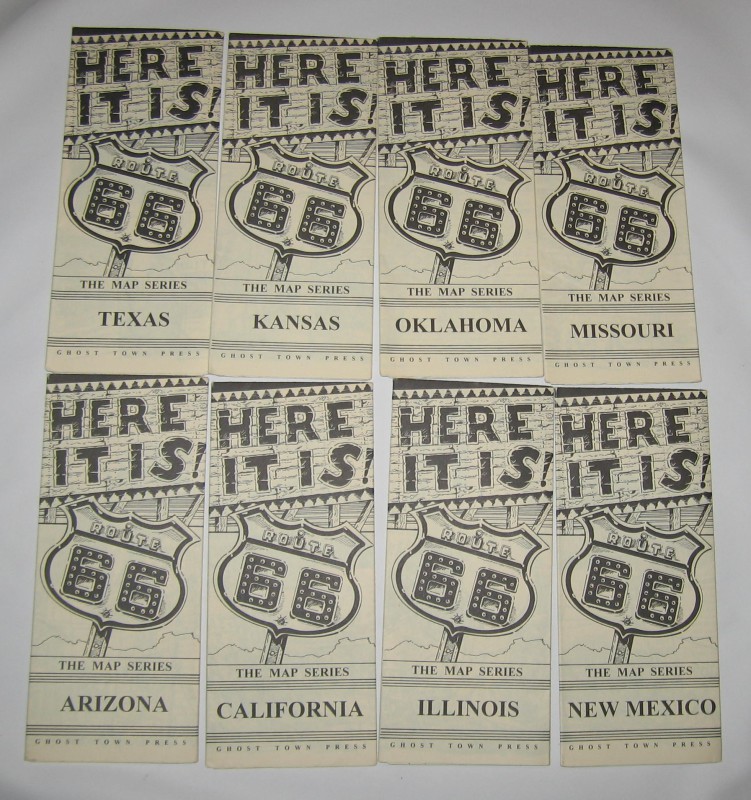 HERE
IT IS!
ROUTE
66
THE MAP SERIES
TEXAS
GHOST TOWN PRESS
HERE
IT IS!
ROUTE
66
THE MAP SERIES
KANSAS
GHOST TOWN PRESS
HERE
IT IS!
ROUTE
66
THE MAP SERIES
OKLAHOMA
GHOST TOWN PRESS
HERE
IT IS!
ROUTE
66
THE MAP SERIES
MISSOURI
GHOST TOWN PRESS
HERE
IT IS!
ROUTE
66
THE MAP SERIES
ARIZONA
GHOST TOWN PRESS
HERE
IT IS!
ROUTE
66
THE MAP SERIES
CALIFORNIA
GHOST TOWN PRESS
HERE
IT IS!
ROUTE
66
THE MAP SERIES
ILLINOIS
GHOST TOWN PRESS
HERE
IT IS!
ROUTE
66
THE MAP SERIES
NEW MEXICO
GHOST TOWN PRESS